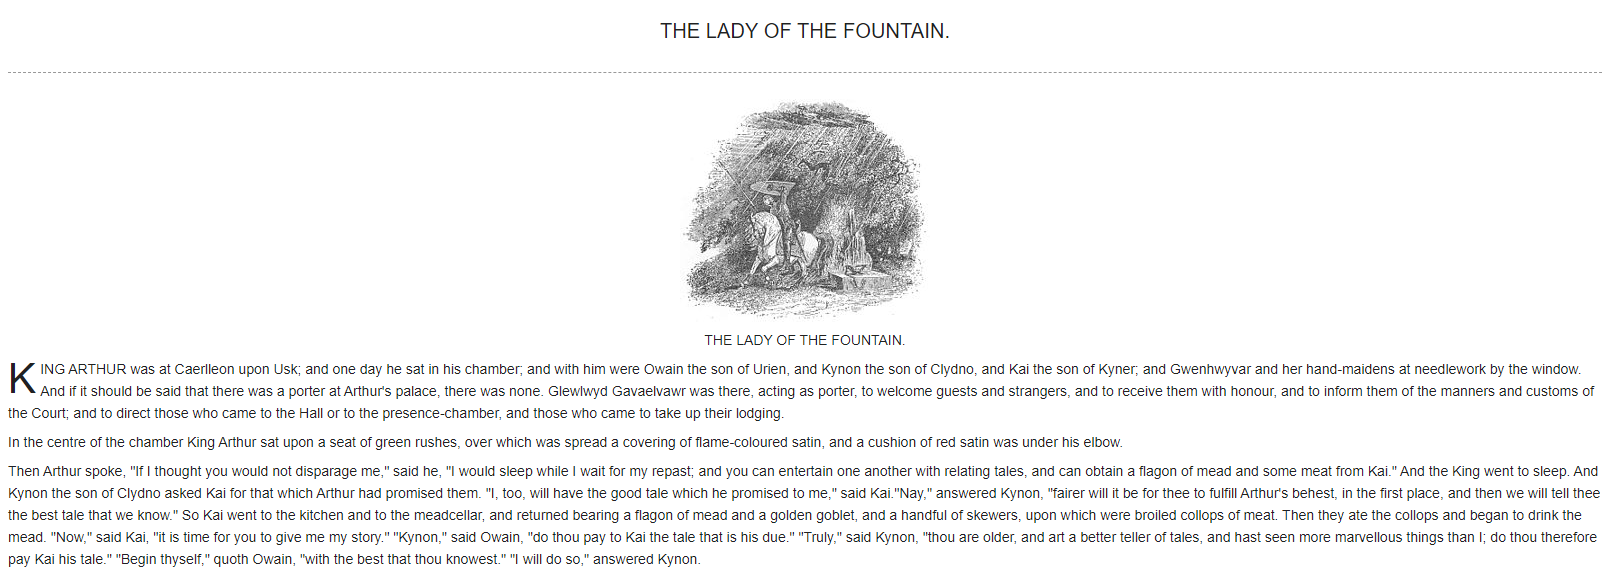 THE LADY OF THE FOUNTAIN.
THE LADY OF THE FOUNTAIN.
KING ARTHUR was at Caerlleon upon Usk; and one day he sat in his chamber; and with him were Owain the son of Urien, and Kynon the son of Clydno, and Kai the son of Kyner; and Gwenhwyvar and her hand-maidens at needlework by the window.
And if it should be said that there was a porter at Arthur's palace, there was none. Glewlwyd Gavaelvawr was there, acting as porter, to welcome guests and strangers, and to receive them with honour, and to inform them of the manners and customs of
the Court; and to direct those who came to the Hall or to the presence-chamber, and those who came to take up their lodging.
In the centre of the chamber King Arthur sat upon a seat of green rushes, over which was spread a covering of flame-coloured satin, and a cushion of red satin was under his elbow.
Then Arthur spoke, "If I thought you would not disparage me," said he, "I would sleep while I wait for my repast; and you can entertain one another with relating tales, and can obtain a flagon of mead and some meat from Kai." And the King went to sleep. And
Kynon the son of Clydno asked Kai for that which Arthur had promised them. "I, too, will have the good tale which he promised to me," said Kai."Nay," answered Kynon, "fairer will it be for thee to fulfill Arthur's behest, in the first place, and then we will tell thee
the best tale that we know." So Kai went to the kitchen and to the meadcellar, and returned bearing a flagon of mead and a golden goblet, and a handful of skewers, upon which were broiled collops of meat. Then they ate the collops and began to drink the
mead. "Now," said Kai, "it is time for you to give me my story." "Kynon," said Owain, "do thou pay to Kai the tale that is his due." "Truly," said Kynon, "thou are older, and art a better teller of tales, and hast seen more marvellous things than I; do thou therefore
pay Kai his tale." "Begin thyself," quoth Owain, "with the best that thou knowest." "I will do so," answered Kynon.